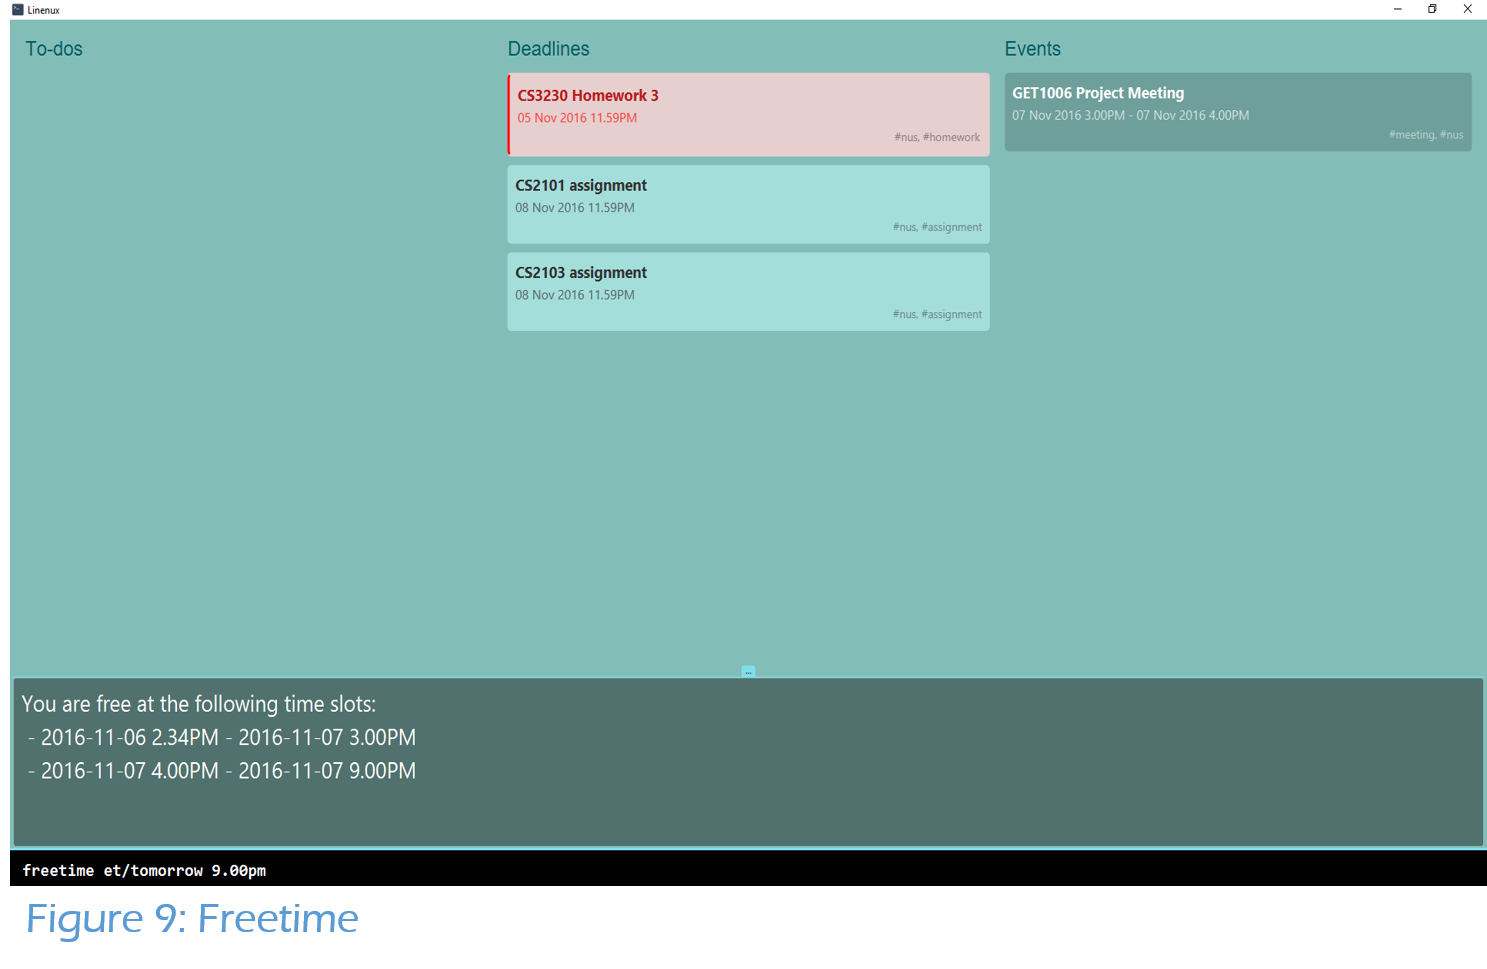 Linenux
To-dos
Deadlines
CS3230 Homework 3
05 Nov 2016 11.59PM
#nus, #homework
CS2101 assignment
08 Nov 2016 11.59PM
#nus, #assignment
CS2103 assignment
08 Nov 2016 11.59PM
#nus, #assignment
Events
GET1006 Project Meeting
07 Nov 2016 3.00PM - 07 Nov 2016 4.00PM
#meeting, #nus
...
You are free at the following time slots:
- 2016-11-06 2.34PM - 2016-11-07 3.00PM
- 2016-11-07 4.00PM - 2016-11-07 9.00PM
freetime et/tomorrow 9.00pm
Figure 9: Freetime